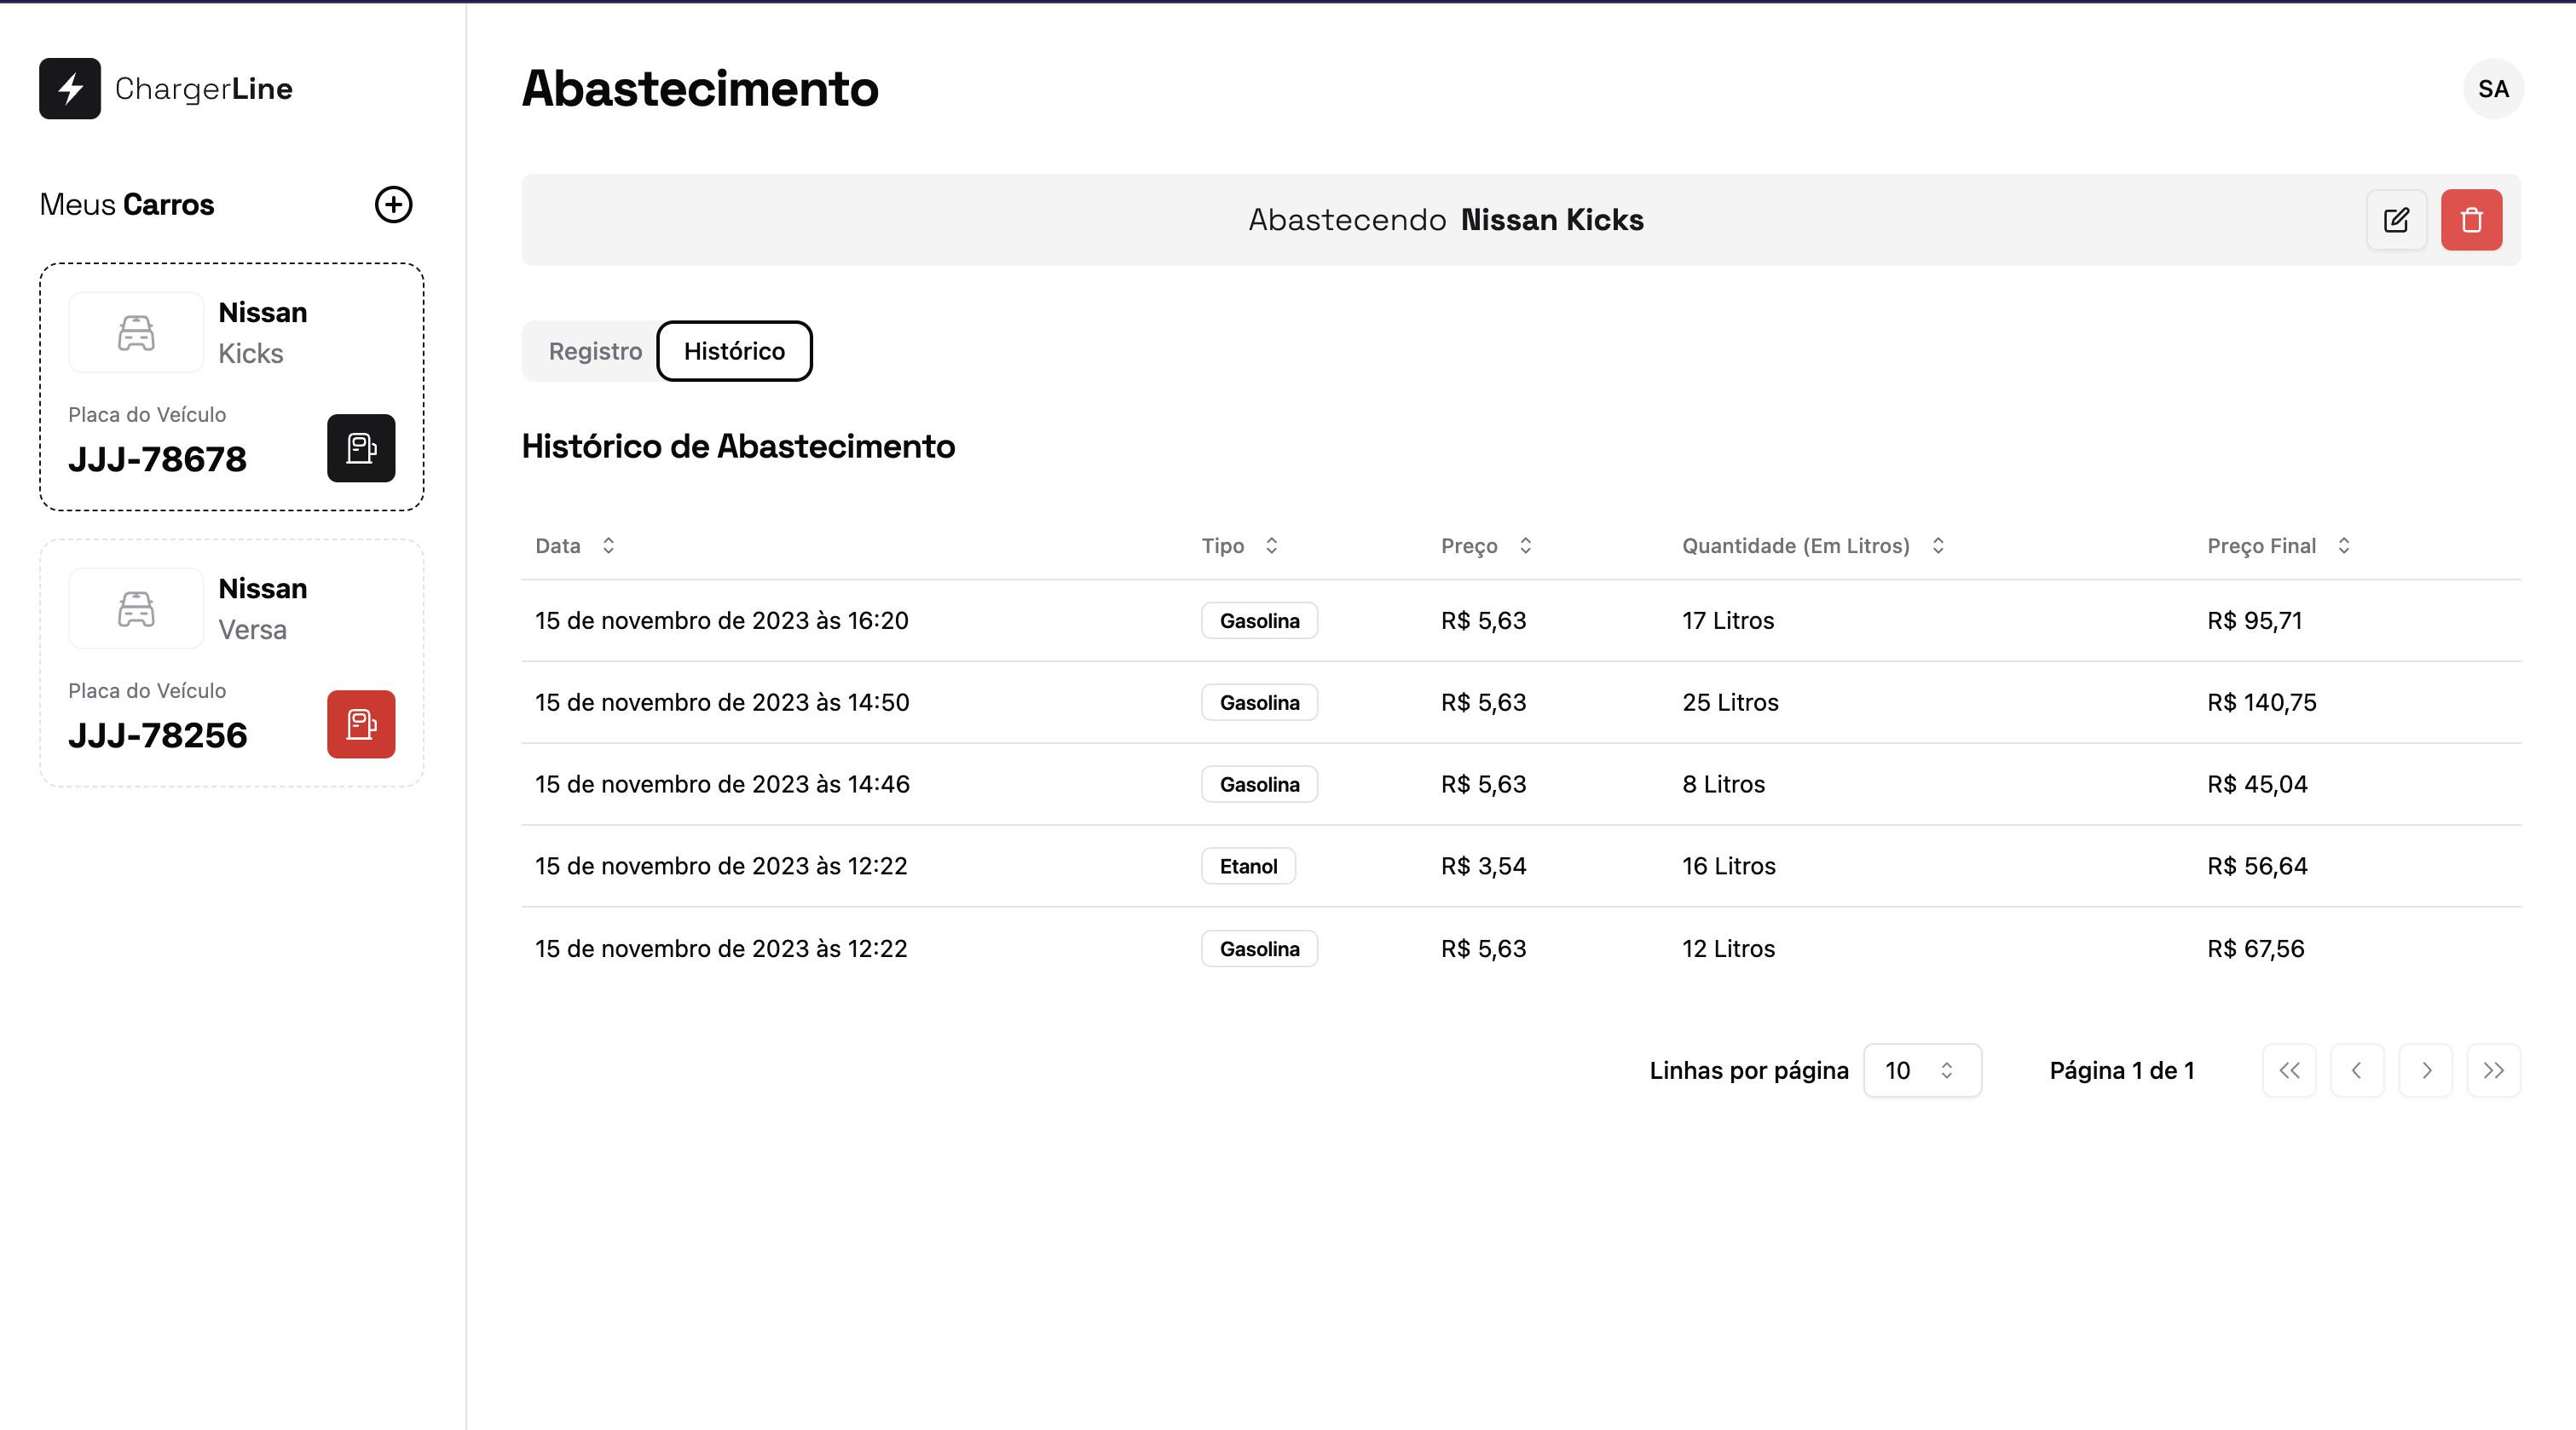 ChargerLine
Meus Carros
Nissan
Kicks
Placa do Veículo
JJJ-78678
Nissan
Versa
Placa do Veículo
JJJ-78256
Abastecimento
SA
Abastecendo Nissan Kicks
Registro Histórico
Histórico de Abastecimento
Data Tipo Preço Quantidade (Em Litros) Preço Final
15 de novembro de 2023 às 16:20 Gasolina R$ 5,63 17 Litros R$ 95,71
15 de novembro de 2023 às 14:50 Gasolina R$ 5,63 25 Litros R$ 140,75
15 de novembro de 2023 às 14:46 Gasolina R$ 5,63 8 Litros R$ 45,04
15 de novembro de 2023 às 12:22 Etanol R$ 3,54 16 Litros R$ 56,64
15 de novembro de 2023 às 12:22 Gasolina R$ 5,63 12 Litros R$ 67,56
Linhas por página 10 Página 1 de 1